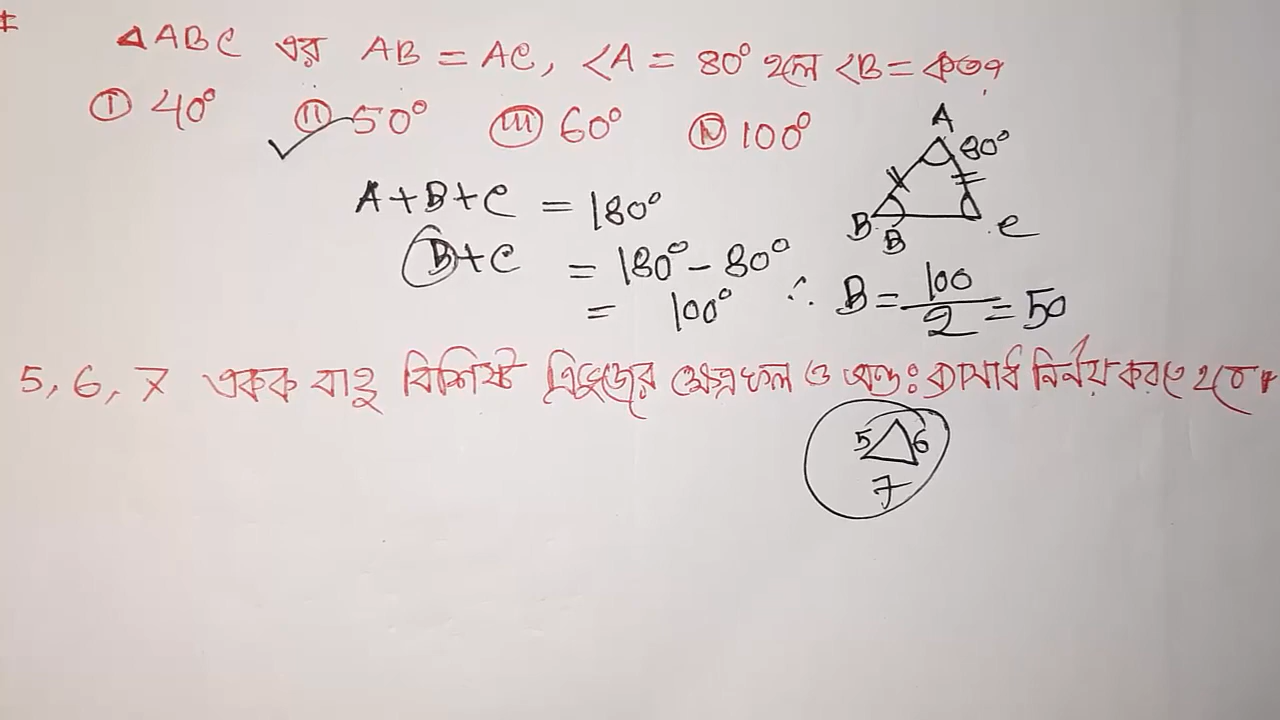 △ABC এর AB = AC, <A = 80° হলে <B = কত?
(I) 40° (II) 50° (III) 60° (IV) 100°
A
80°
B
B
C
A+B+C = 180°
B+C = 180° - 80°
= 100° ∴ B = 100/2 = 50
5, 6, 7 একক বাহু বিশিষ্ট ত্রিভুজের ক্ষেত্রফল ও অন্তঃব্যাসার্ধ নির্ণয় করতে হবে।
5 6
7